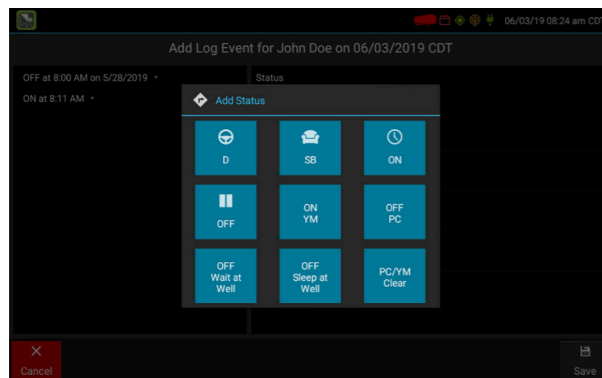 06/03/19 08:24 am CDT
Add Log Event for John Doe on 06/03/2019 CDT
OFF at 8:00 AM on 5/28/2019
Status
ON at 8:11 AM
Add Status
D
SB
ON
OFF
ON
YM
OFF
PC
OFF
Wait at
Well
OFF
Sleep at
Well
PC/YM
Clear
Cancel
Save